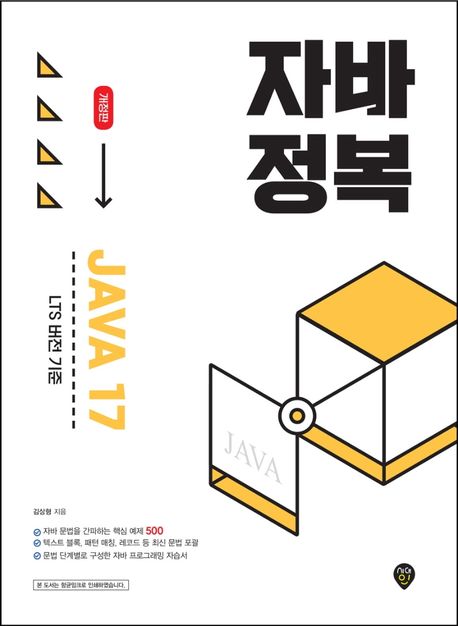 자바
정복
개정판
JAVA 17
LTS 버전 기준
JAVA
김상형 지음
자바 문법을 간파하는 핵심 예제 500
텍스트 블록, 패턴 매칭, 레코드 등 최신 문법 포괄
문법 단계별로 구성한 자바 프로그래밍 자습서
본 도서는 항균잉크로 인쇄하였습니다.
시대
인